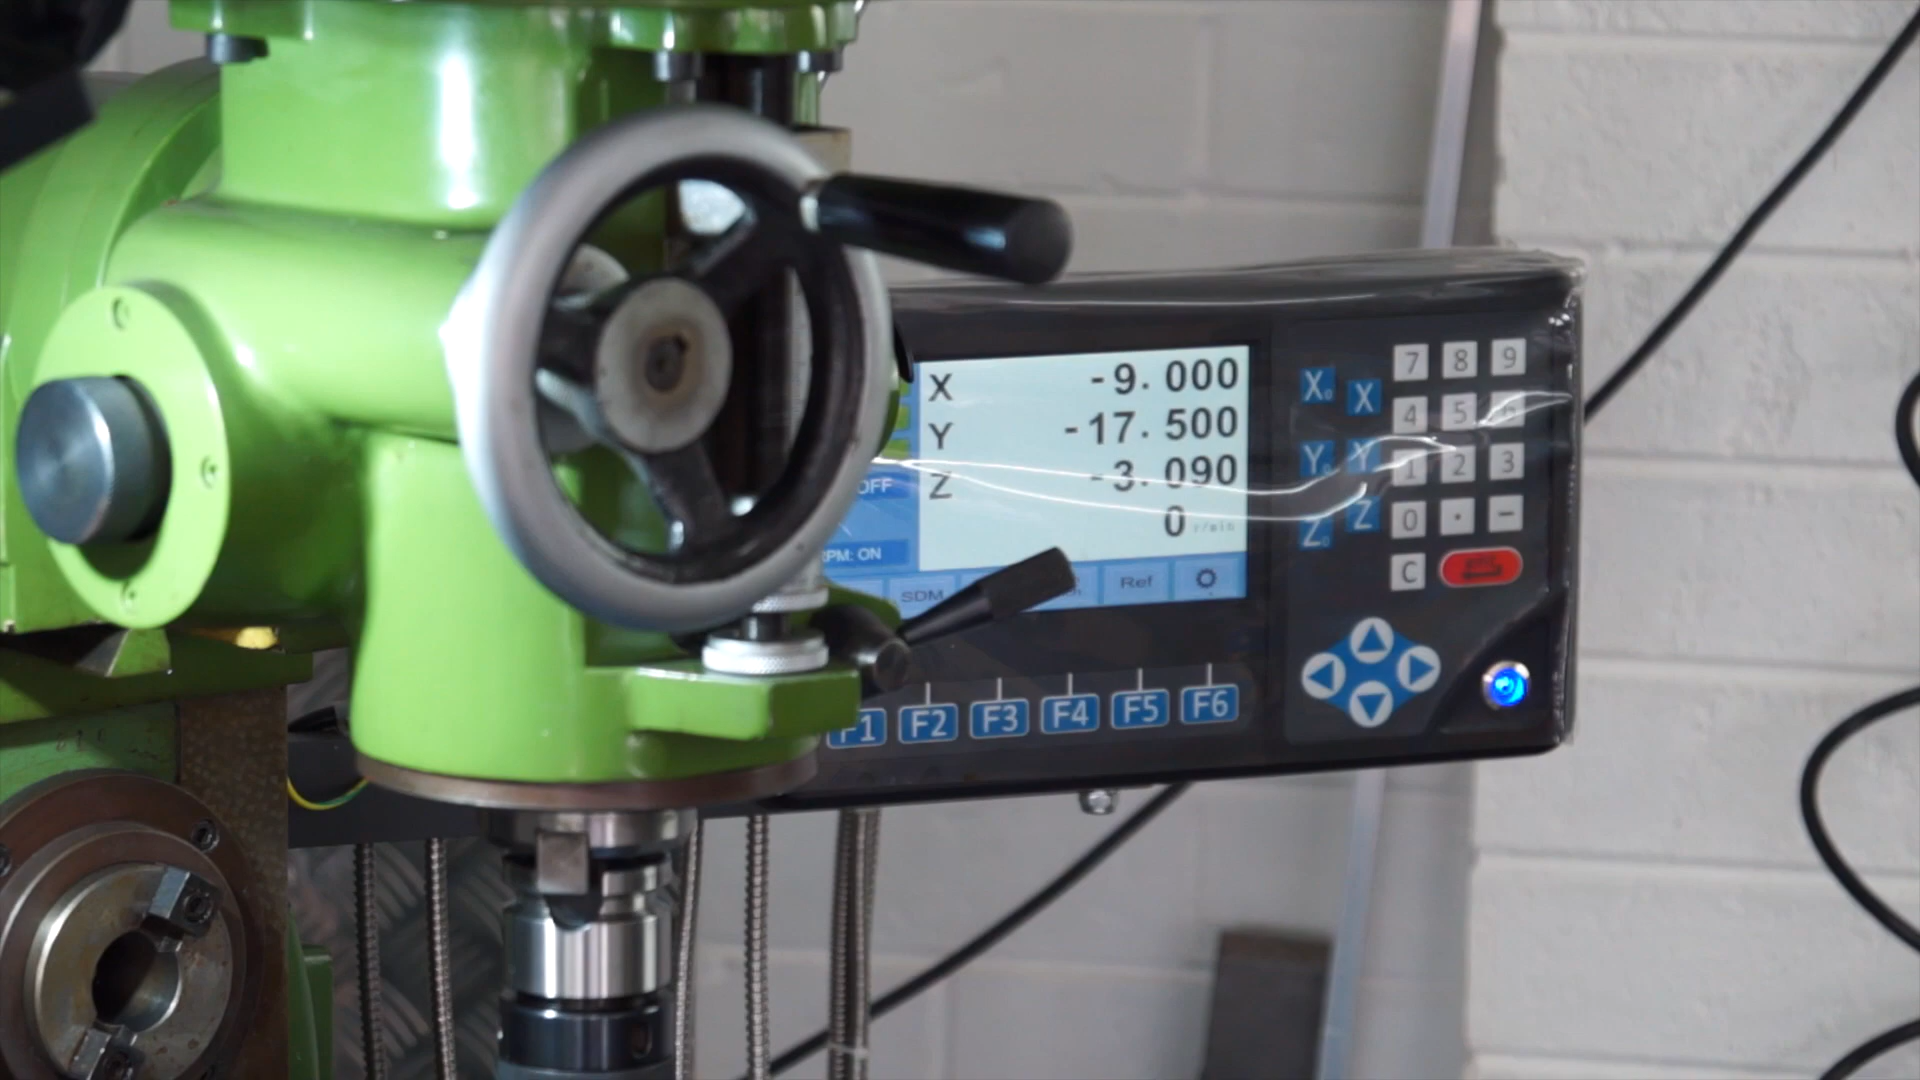 X -9.000
Y -17.500
Z -3.090
0 r/min
OFF
RPM: ON
SDM
Ref
F1 F2 F3 F4 F5 F6
X₀ X
Y₀ Y
Z₀ Z
7 8 9
4 5 6
1 2 3
0 . -
C